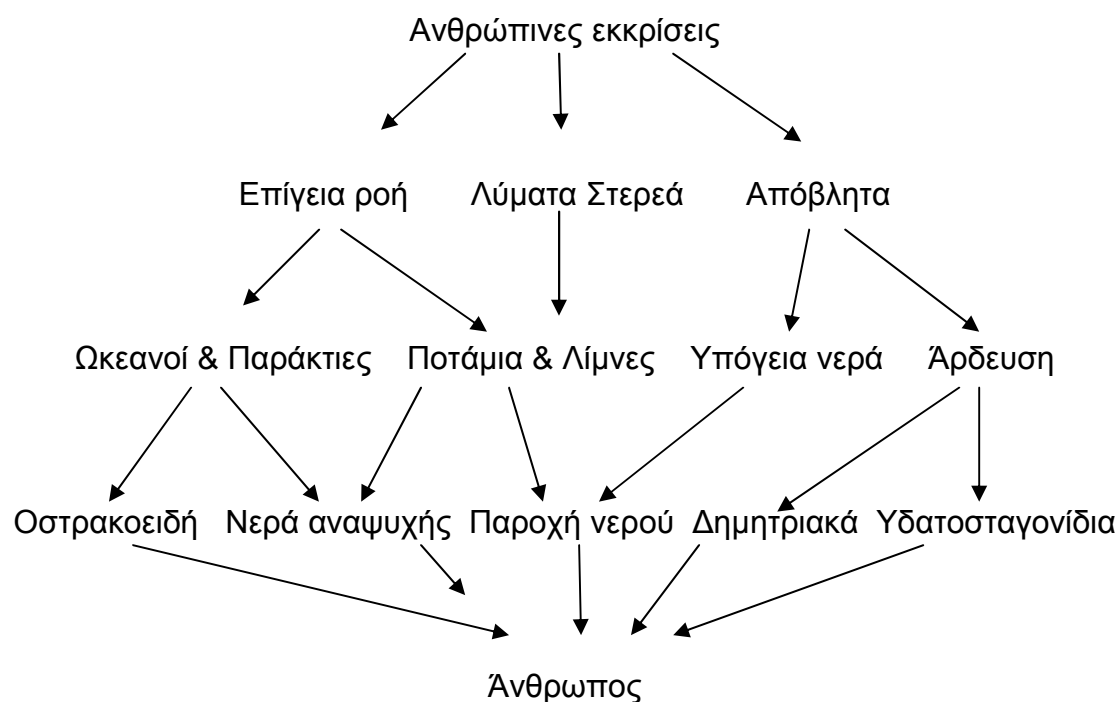 Ανθρώπινες εκκρίσεις
Επίγεια ροή Λύματα Στερεά Απόβλητα
Ωκεανοί & Παράκτιες Ποτάμια & Λίμνες Υπόγεια νερά Άρδευση
Οστρακοειδή Νερά αναψυχής Παροχή νερού Δημητριακά Υδατοσταγονίδια
Άνθρωπος